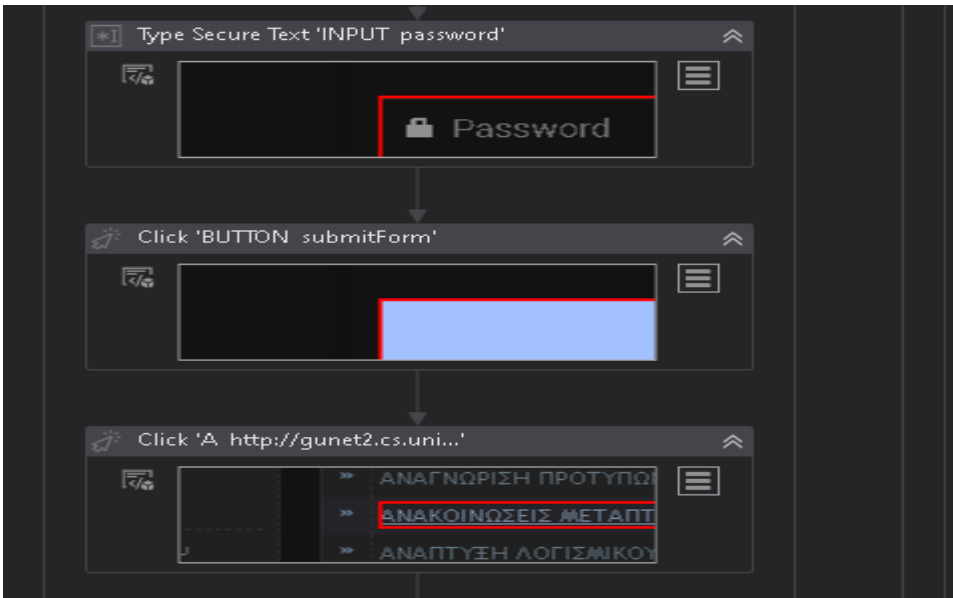 Type Secure Text 'INPUT password'
Password
Click 'BUTTON submitForm'
Click 'A http://gunet2.cs.uni...'
» ΑΝΑΓΝΩΡΙΣΗ ΠΡΟΤΥΠΩΝ
» ΑΝΑΚΟΙΝΩΣΕΙΣ ΜΕΤΑΠΤ
» ΑΝΑΠΤΥΞΗ ΛΟΓΙΣΜΙΚΟΥ